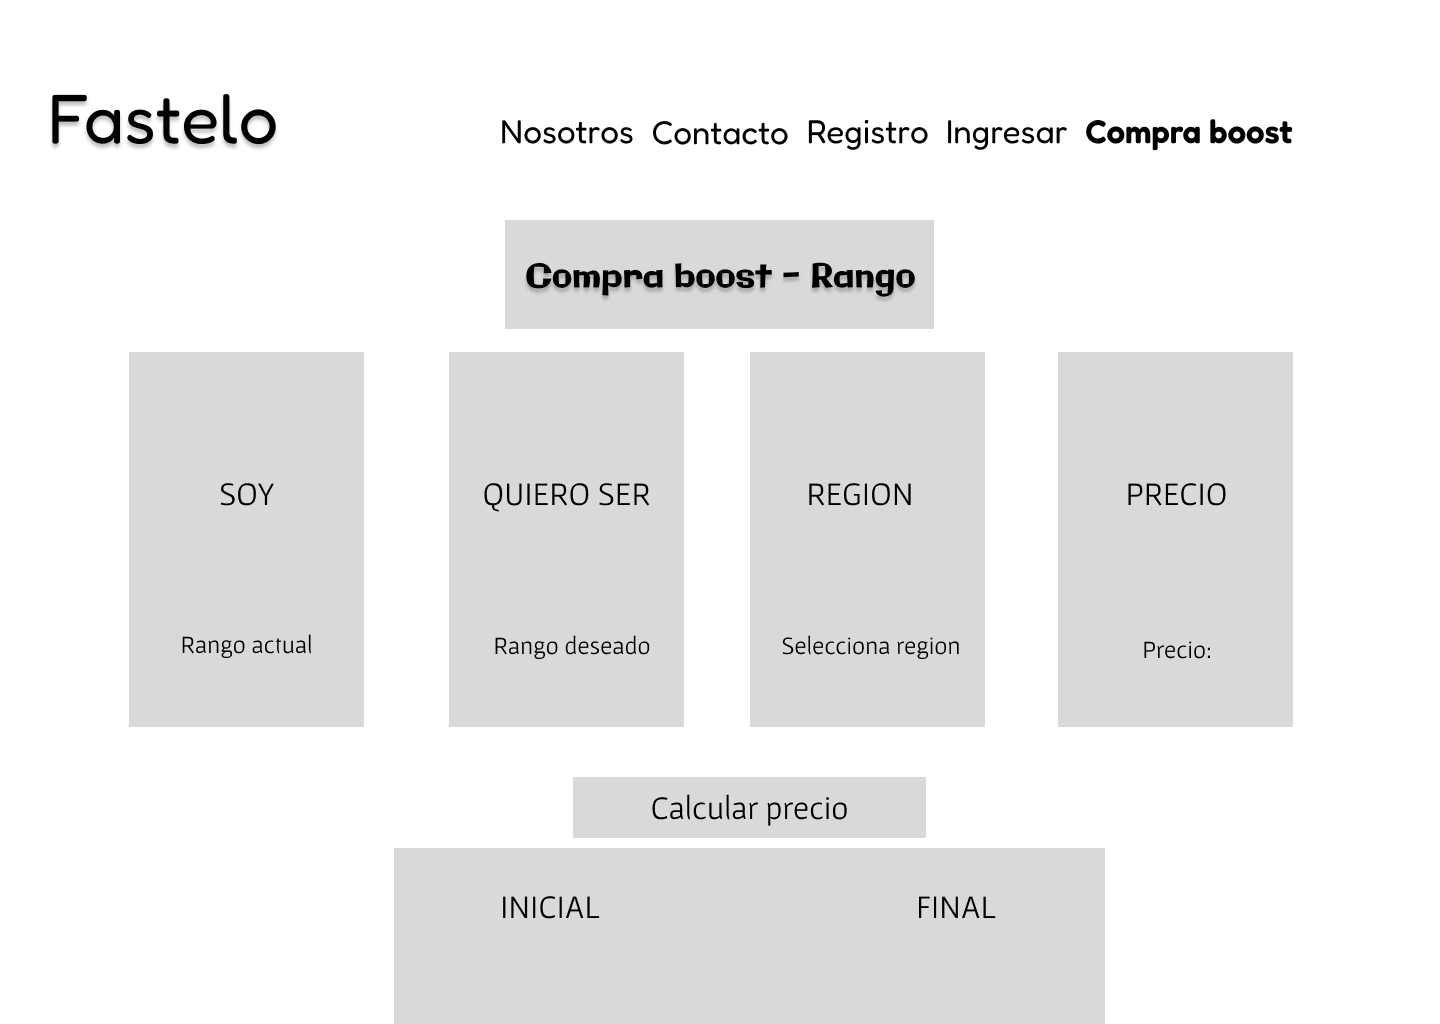 Fastelo
Nosotros Contacto Registro Ingresar Compra boost
Compra boost - Rango
SOY
Rango actual
QUIERO SER
Rango deseado
REGION
Selecciona region
PRECIO
Precio:
Calcular precio
INICIAL
FINAL